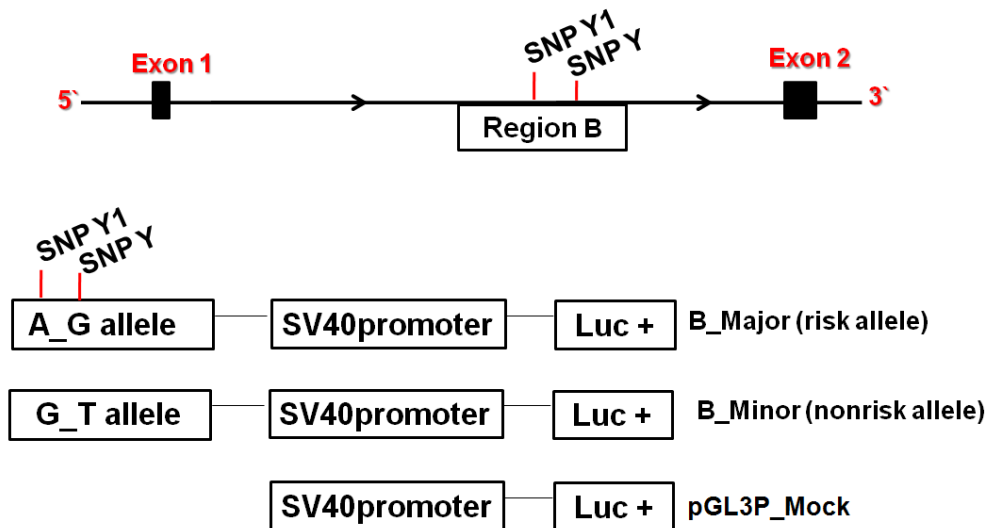 SNP Y1
SNP Y
Exon 1
Exon 2
5`
3`
Region B
SNP Y1
SNP Y
A_G allele
SV40promoter
Luc +
B_Major (risk allele)
G_T allele
SV40promoter
Luc +
B_Minor (nonrisk allele)
SV40promoter
Luc +
pGL3P_Mock